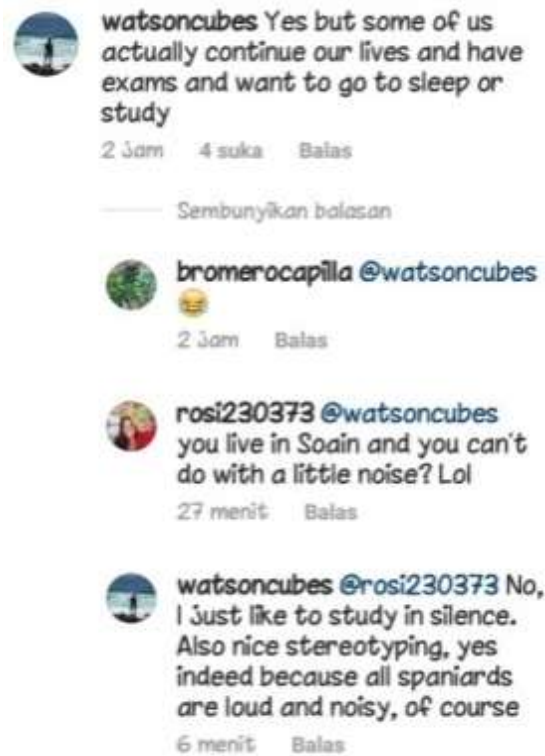 watsoncubes Yes but some of us
actually continue our lives and have
exams and want to go to sleep or
study
2 Jam 4 suka Balas
Sembunyikan balasan
bromerocapilla @watsoncubes
😂
2 Jam Balas
rosi230373 @watsoncubes
you live in Soain and you can't
do with a little noise? Lol
27 menit Balas
watsoncubes @rosi230373 No,
I Just like to study in silence.
Also nice stereotyping, yes
indeed because all spaniards
are loud and noisy, of course
6 menit Balas